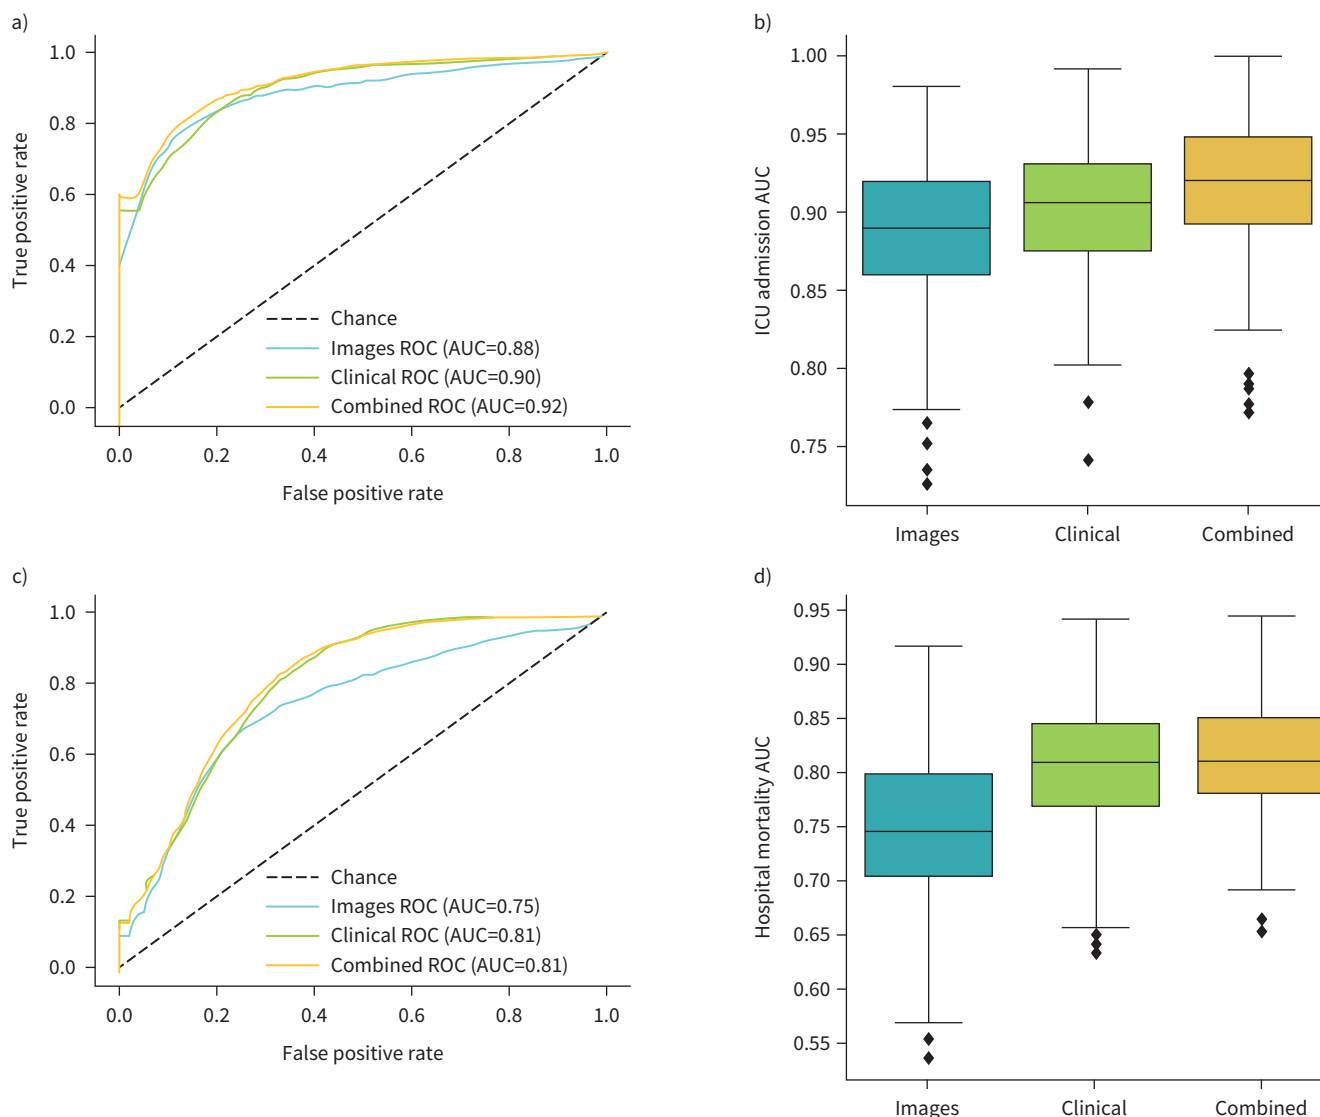 a)
1.0
0.8
0.6
0.4
0.2
0.0
True positive rate
Chance
Images ROC (AUC=0.88)
Clinical ROC (AUC=0.90)
Combined ROC (AUC=0.92)
0.0 0.2 0.4 0.6 0.8 1.0
False positive rate
b)
1.00
0.95
0.90
0.85
0.80
0.75
ICU admission AUC
Images Clinical Combined
c)
1.0
0.8
0.6
0.4
0.2
0.0
True positive rate
Chance
Images ROC (AUC=0.75)
Clinical ROC (AUC=0.81)
Combined ROC (AUC=0.81)
0.0 0.2 0.4 0.6 0.8 1.0
False positive rate
d)
0.95
0.90
0.85
0.80
0.75
0.70
0.65
0.60
0.55
Hospital mortality AUC
Images Clinical Combined